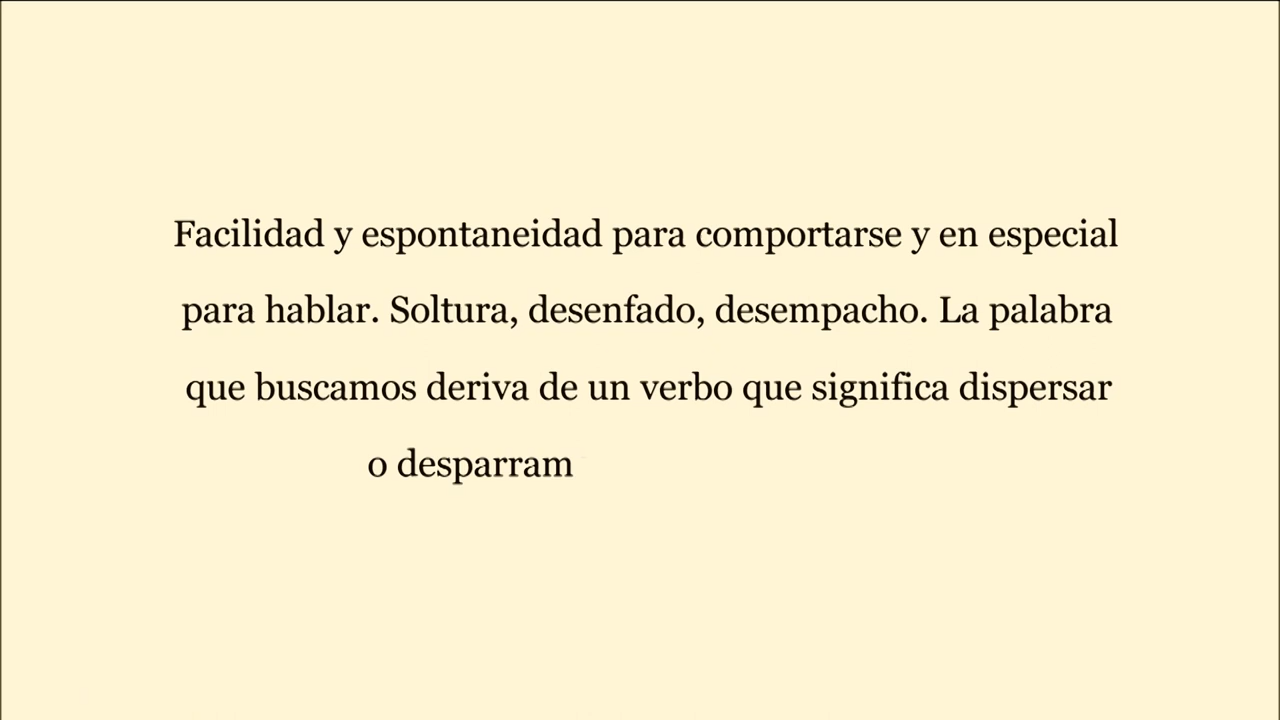 Facilidad y espontaneidad para comportarse y en especial
para hablar. Soltura, desenfado, desempacho. La palabra
que buscamos deriva de un verbo que significa dispersar
o desparram